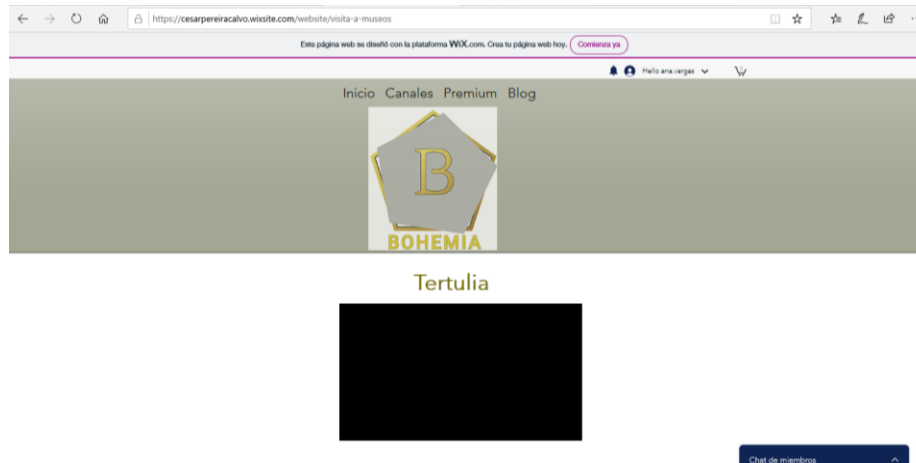 https://cesarpereiracalvo.wixsite.com/website/visita-a-museos
Esta página web se diseñó con la plataforma WiX.com. Crea tu página web hoy. Comienza ya
Hello ana.vargas
Inicio Canales Premium Blog
B
BOHEMIA
Tertulia
Chat de miembros